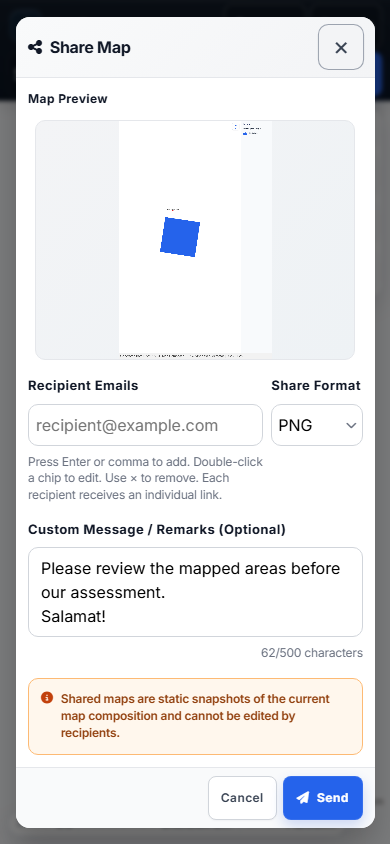 Share Map
Map Preview
Recipient Emails
Share Format
recipient@example.com
PNG
Press Enter or comma to add. Double-click
a chip to edit. Use × to remove. Each
recipient receives an individual link.
Custom Message / Remarks (Optional)
Please review the mapped areas before
our assessment.
Salamat!
62/500 characters
Shared maps are static snapshots of the current
map composition and cannot be edited by
recipients.
Cancel
Send